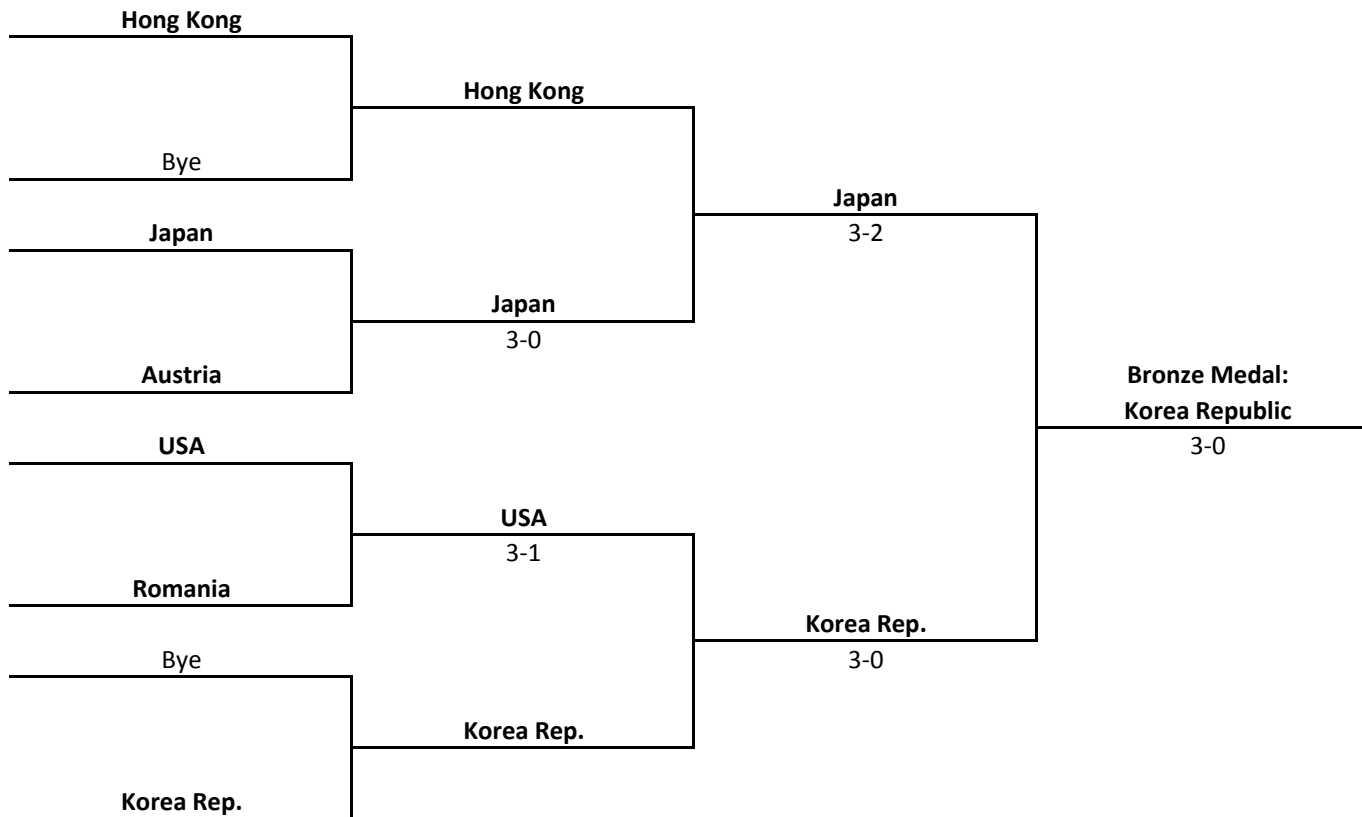 Hong Kong
Hong Kong
Bye
Japan
3-2
Japan
Japan
3-0
Austria
Bronze Medal:
Korea Republic
3-0
USA
USA
3-1
Romania
Korea Rep.
3-0
Bye
Korea Rep.
Korea Rep.